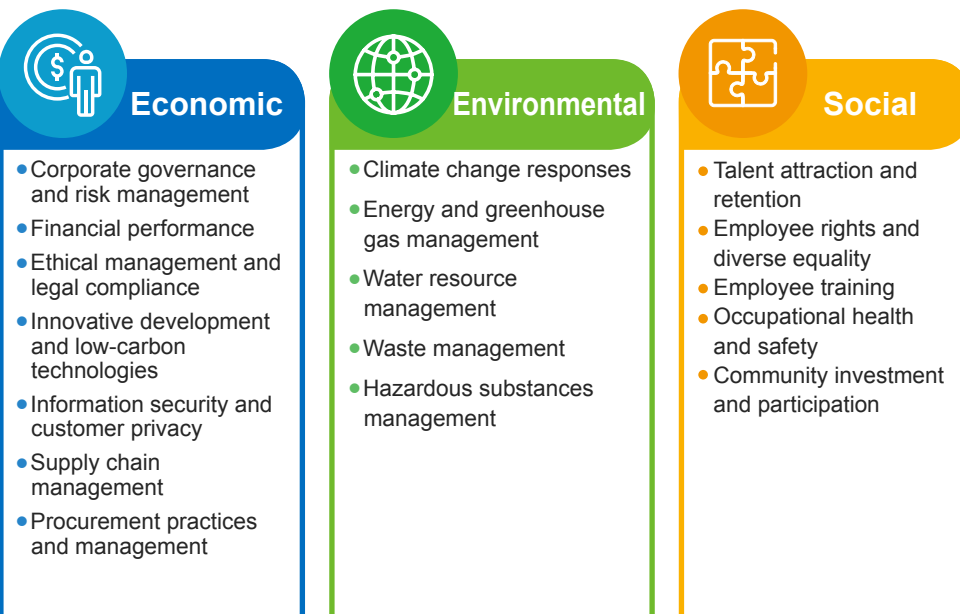 Economic
• Corporate governance
and risk management
• Financial performance
• Ethical management and
legal compliance
• Innovative development
and low-carbon
technologies
• Information security and
customer privacy
• Supply chain
management
• Procurement practices
and management
Environmental
• Climate change responses
• Energy and greenhouse
gas management
• Water resource
management
• Waste management
• Hazardous substances
management
Social
• Talent attraction and
retention
• Employee rights and
diverse equality
• Employee training
• Occupational health
and safety
• Community investment
and participation